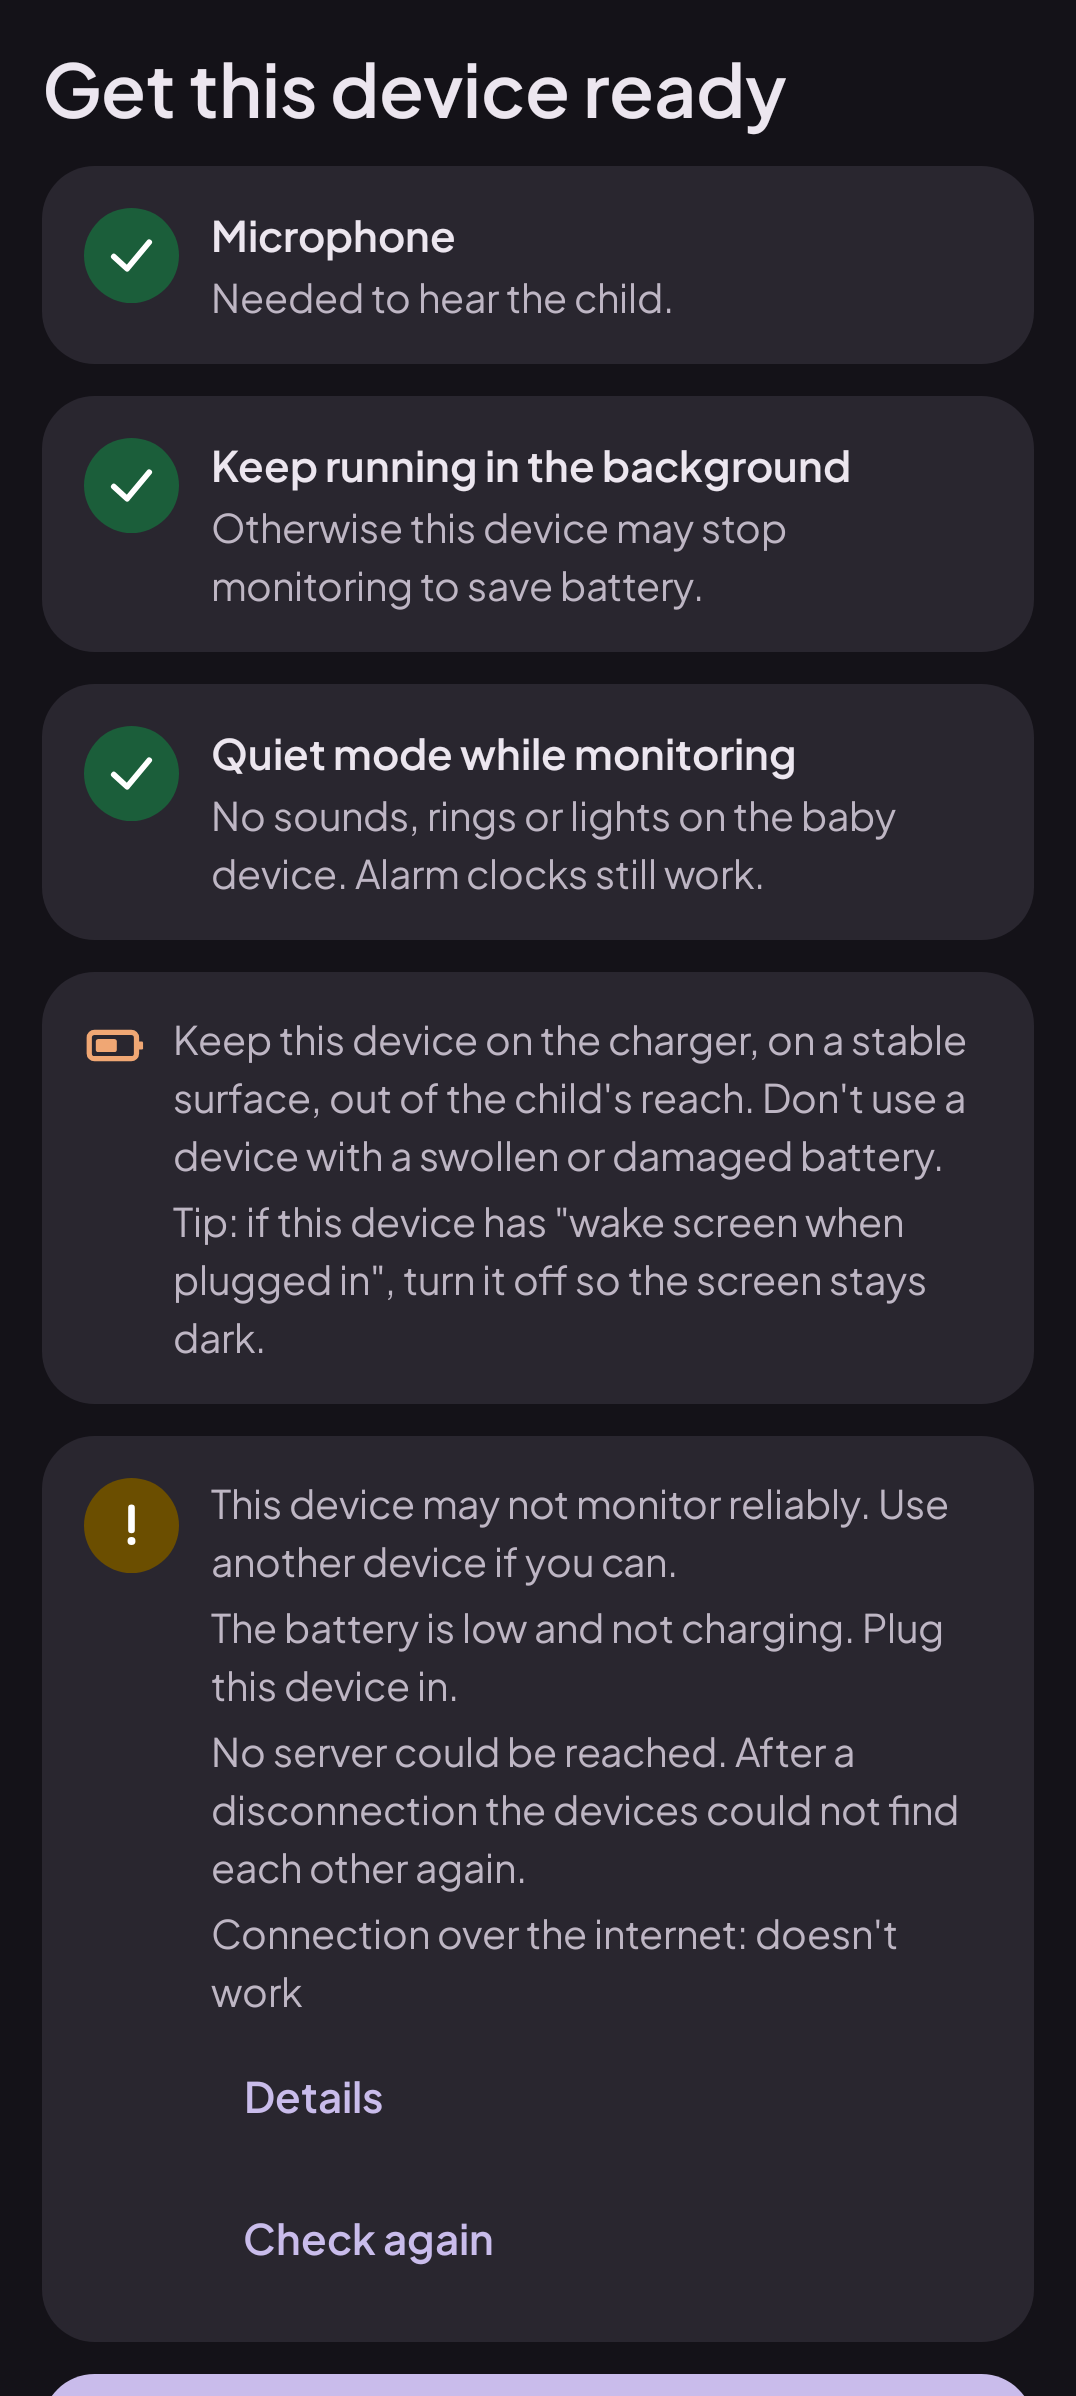 Get this device ready
Microphone
Needed to hear the child.
Keep running in the background
Otherwise this device may stop
monitoring to save battery.
Quiet mode while monitoring
No sounds, rings or lights on the baby
device. Alarm clocks still work.
Keep this device on the charger, on a stable
surface, out of the child's reach. Don't use a
device with a swollen or damaged battery.
Tip: if this device has "wake screen when
plugged in", turn it off so the screen stays
dark.
This device may not monitor reliably. Use
another device if you can.
The battery is low and not charging. Plug
this device in.
No server could be reached. After a
disconnection the devices could not find
each other again.
Connection over the internet: doesn't
work
Details
Check again